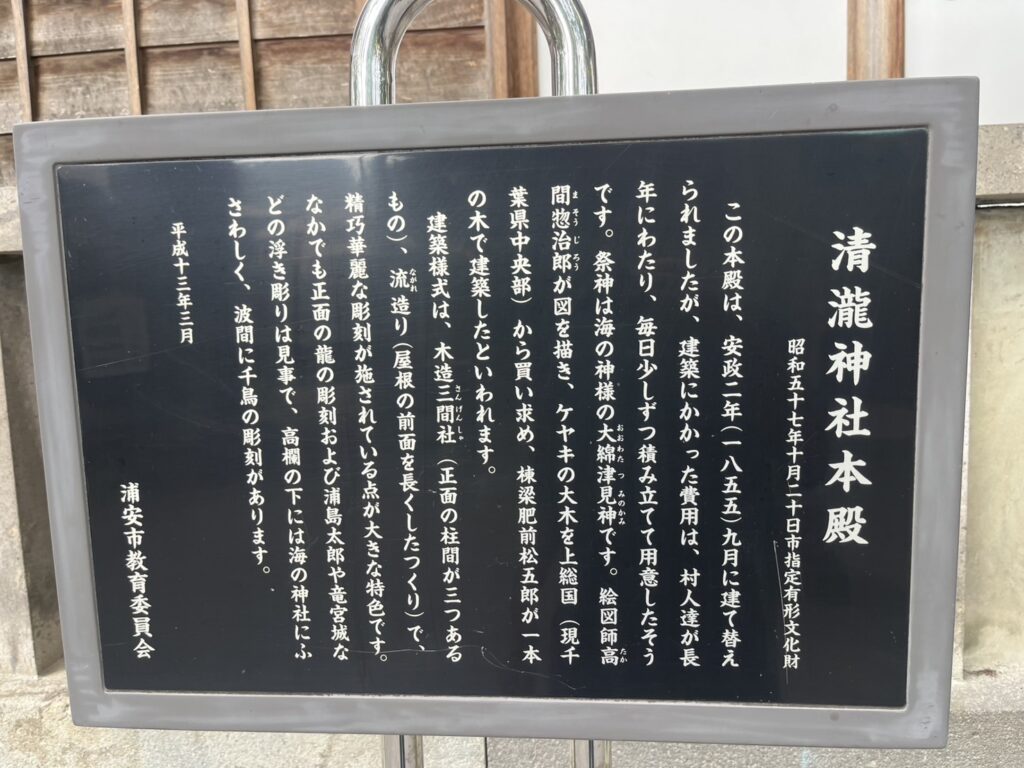 清瀧神社本殿
昭和五十七年十月二十日市指定有形文化財
この本殿は、安政二年(一八五五)九月に建て替え
られましたが、建築にかかった費用は、村人達が長
年にわたり、毎日少しずつ積み立てて用意したそう
です。祭神は海の神様の大綿津見神です。絵図師高
間惣治郎が図を描き、ケヤキの大木を上総国(現千
葉県中央部)から買い求め、棟梁肥前松五郎が一本
の木で建築したといわれます。
建築様式は、木造三間社(正面の柱間が三つある
もの)、流造り(屋根の前面を長くしたつくり)で、
精巧華麗な彫刻が施されている点が大きな特色です。
なかでも正面の龍の彫刻および浦島太郎や竜宮城な
どの浮き彫りは見事で、高欄の下には海の神社にふ
さわしく、波間に千鳥の彫刻があります。
平成十三年三月
浦安市教育委員会